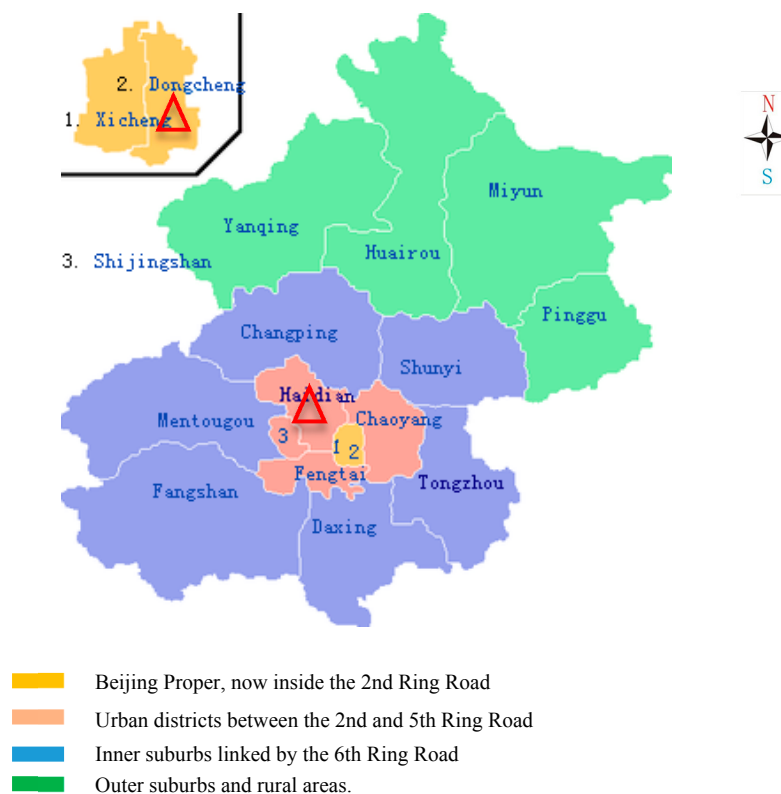 2. Dongcheng
1. Xicheng
N
S
Miyun
Yanqing
Huairou
3. Shijingshan
Pinggu
Changping
Shunyi
Haidian
Mentougou
Chaoyang
3
1
2
Fengtai
Fangshan
Tongzhou
Daxing
Beijing Proper, now inside the 2nd Ring Road
Urban districts between the 2nd and 5th Ring Road
Inner suburbs linked by the 6th Ring Road
Outer suburbs and rural areas.